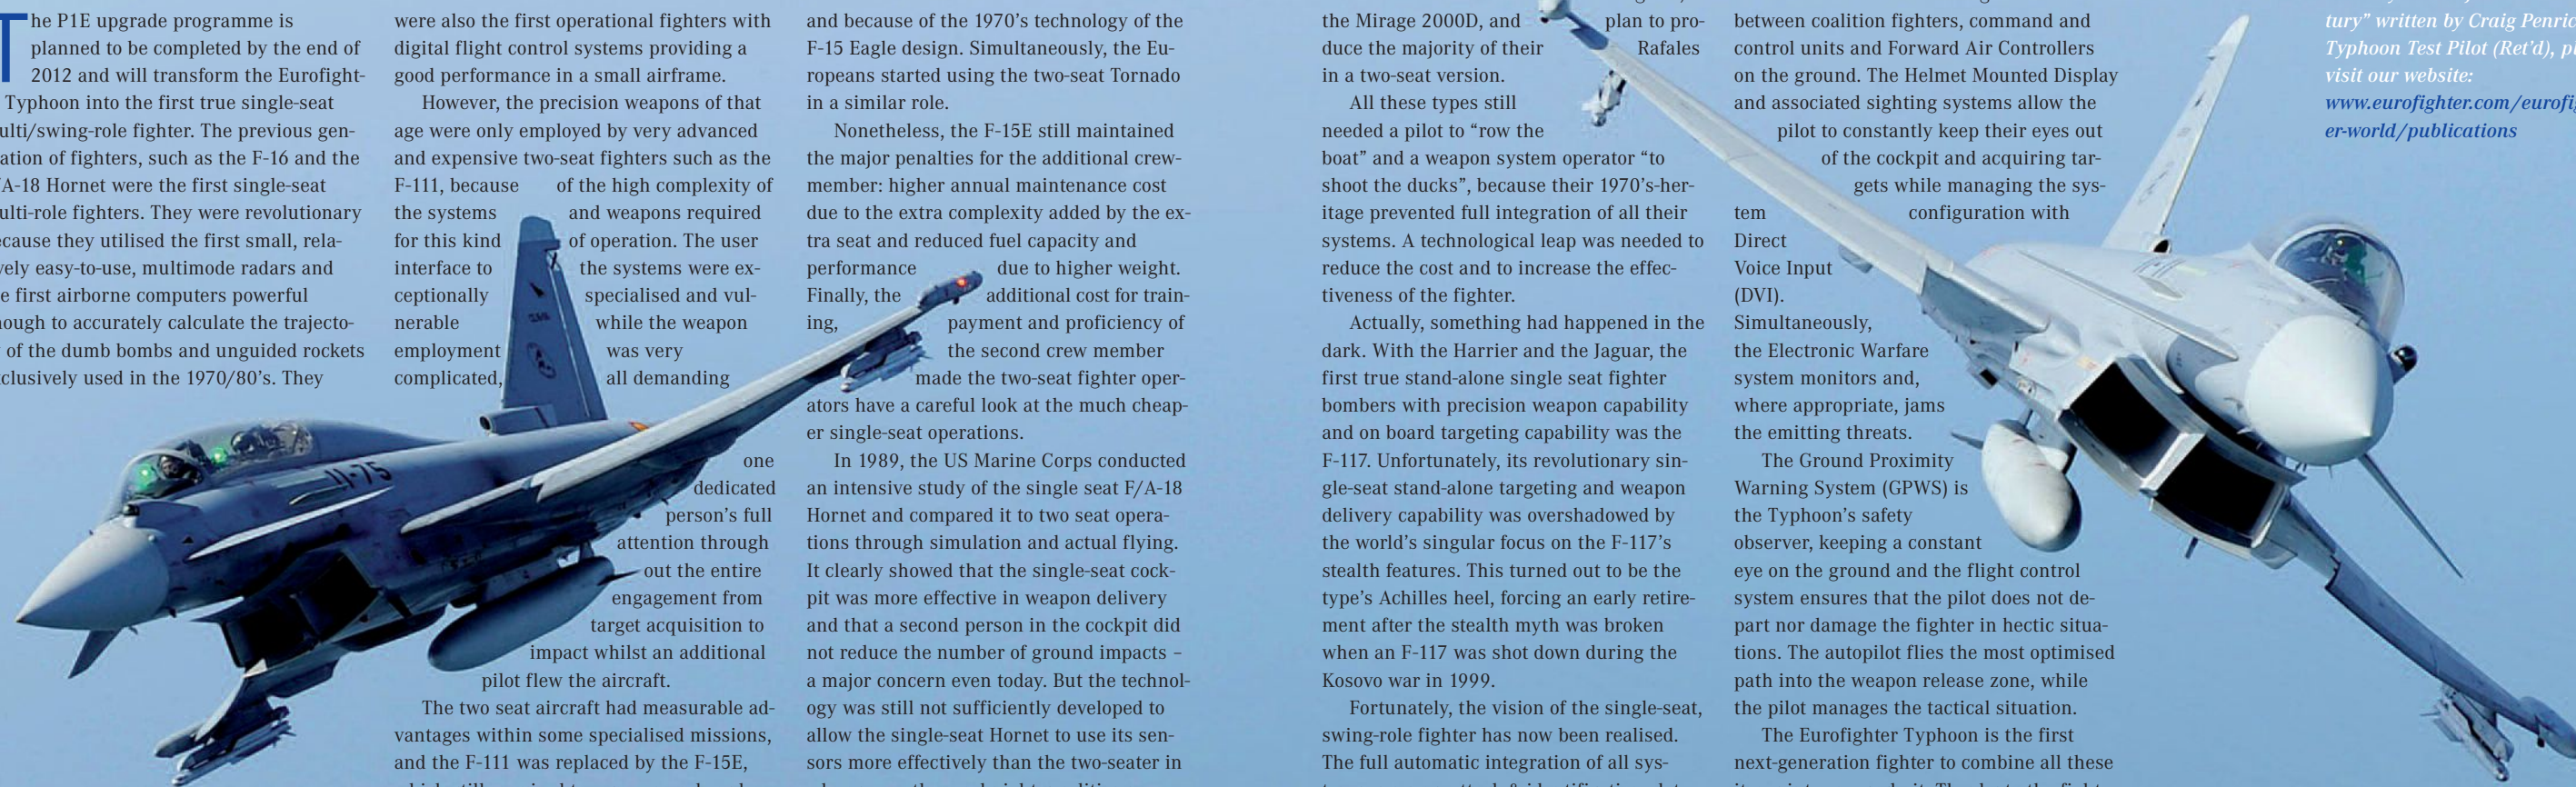 The P1E upgrade programme is
planned to be completed by the end of
2012 and will transform the Eurofight-
Typhoon into the first true single-seat
ulti/swing-role fighter. The previous gen-
ation of fighters, such as the F-16 and the
/A-18 Hornet were the first single-seat
ulti-role fighters. They were revolutionary
ecause they utilised the first small, rela-
vely easy-to-use, multimode radars and
e first airborne computers powerful
nough to accurately calculate the trajecto-
of the dumb bombs and unguided rockets
xclusively used in the 1970/80's. They
were also the first operational fighters with
digital flight control systems providing a
good performance in a small airframe.
However, the precision weapons of that
age were only employed by very advanced
and expensive two-seat fighters such as the
F-111, because of the high complexity of
the systems and weapons required
for this kind of operation. The user
interface to the systems were ex-
ceptionally specialised and vul-
nerable while the weapon
employment was very
complicated, all demanding
one
dedicated
person's full
attention through
out the entire
engagement from
target acquisition to
impact whilst an additional
pilot flew the aircraft.
The two seat aircraft had measurable ad-
vantages within some specialised missions,
and the F-111 was replaced by the F-15E,
and because of the 1970's technology of the
F-15 Eagle design. Simultaneously, the Eu-
ropeans started using the two-seat Tornado
in a similar role.
Nonetheless, the F-15E still maintained
the major penalties for the additional crew-
member: higher annual maintenance cost
due to the extra complexity added by the ex-
tra seat and reduced fuel capacity and
performance due to higher weight.
Finally, the additional cost for train-
ing, payment and proficiency of
the second crew member
made the two-seat fighter oper-
ators have a careful look at the much cheap-
er single-seat operations.
In 1989, the US Marine Corps conducted
an intensive study of the single seat F/A-18
Hornet and compared it to two seat opera-
tions through simulation and actual flying.
It clearly showed that the single-seat cock-
pit was more effective in weapon delivery
and that a second person in the cockpit did
not reduce the number of ground impacts –
a major concern even today. But the technol-
ogy was still not sufficiently developed to
allow the single-seat Hornet to use its sen-
sors more effectively than the two-seater in
the Mirage 2000D, and plan to pro-
duce the majority of their Rafales
in a two-seat version.
All these types still
needed a pilot to “row the
boat” and a weapon system operator “to
shoot the ducks”, because their 1970's-her-
itage prevented full integration of all their
systems. A technological leap was needed to
reduce the cost and to increase the effec-
tiveness of the fighter.
Actually, something had happened in the
dark. With the Harrier and the Jaguar, the
first true stand-alone single seat fighter
bombers with precision weapon capability
and on board targeting capability was the
F-117. Unfortunately, its revolutionary sin-
gle-seat stand-alone targeting and weapon
delivery capability was overshadowed by
the world's singular focus on the F-117's
stealth features. This turned out to be the
type's Achilles heel, forcing an early retire-
ment after the stealth myth was broken
when an F-117 was shot down during the
Kosovo war in 1999.
Fortunately, the vision of the single-seat,
swing-role fighter has now been realised.
The full automatic integration of all sys-
between coalition fighters, command and
control units and Forward Air Controllers
on the ground. The Helmet Mounted Display
and associated sighting systems allow the
pilot to constantly keep their eyes out
of the cockpit and acquiring tar-
gets while managing the sys-
tem configuration with
Direct
Voice Input
(DVI).
Simultaneously,
the Electronic Warfare
system monitors and,
where appropriate, jams
the emitting threats.
The Ground Proximity
Warning System (GPWS) is
the Typhoon's safety
observer, keeping a constant
eye on the ground and the flight control
system ensures that the pilot does not de-
part nor damage the fighter in hectic situa-
tions. The autopilot flies the most optimised
path into the weapon release zone, while
the pilot manages the tactical situation.
The Eurofighter Typhoon is the first
next-generation fighter to combine all these
tury” written by Craig Penric
Typhoon Test Pilot (Ret'd), pl
visit our website:
www.eurofighter.com/eurofig
er-world/publications
11-75